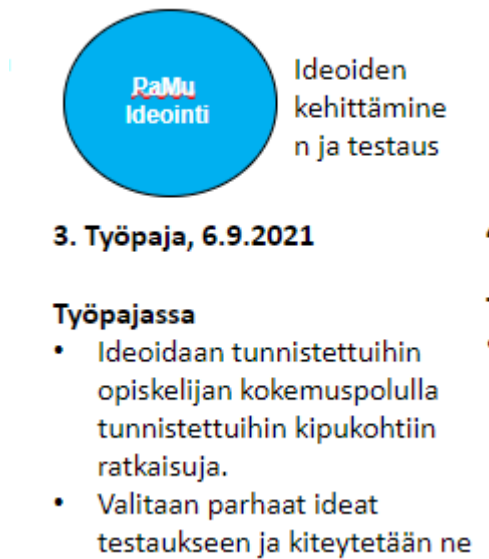 RaMu
Ideointi
Ideoiden
kehittämine
n ja testaus
3. Työpaja, 6.9.2021
Työpajassa
• Ideoidaan tunnistettuihin
opiskelijan kokemuspolulla
tunnistettuihin kipukohtiin
ratkaisuja.
• Valitaan parhaat ideat
testaukseen ja kiteytetään ne